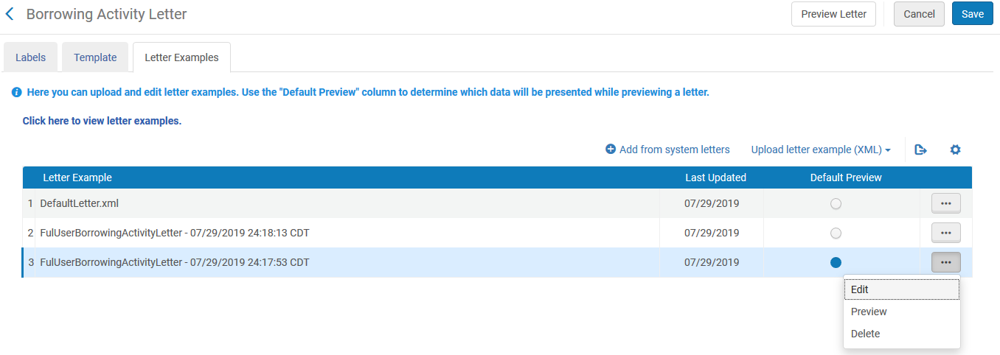 Borrowing Activity Letter
Preview Letter Cancel Save
Labels Template Letter Examples
Here you can upload and edit letter examples. Use the "Default Preview" column to determine which data will be presented while previewing a letter.
Click here to view letter examples.
Add from system letters Upload letter example (XML)
Letter Example Last Updated Default Preview
1 DefaultLetter.xml 07/29/2019
2 FulUserBorrowingActivityLetter - 07/29/2019 24:18:13 CDT 07/29/2019
3 FulUserBorrowingActivityLetter - 07/29/2019 24:17:53 CDT 07/29/2019
Edit
Preview
Delete